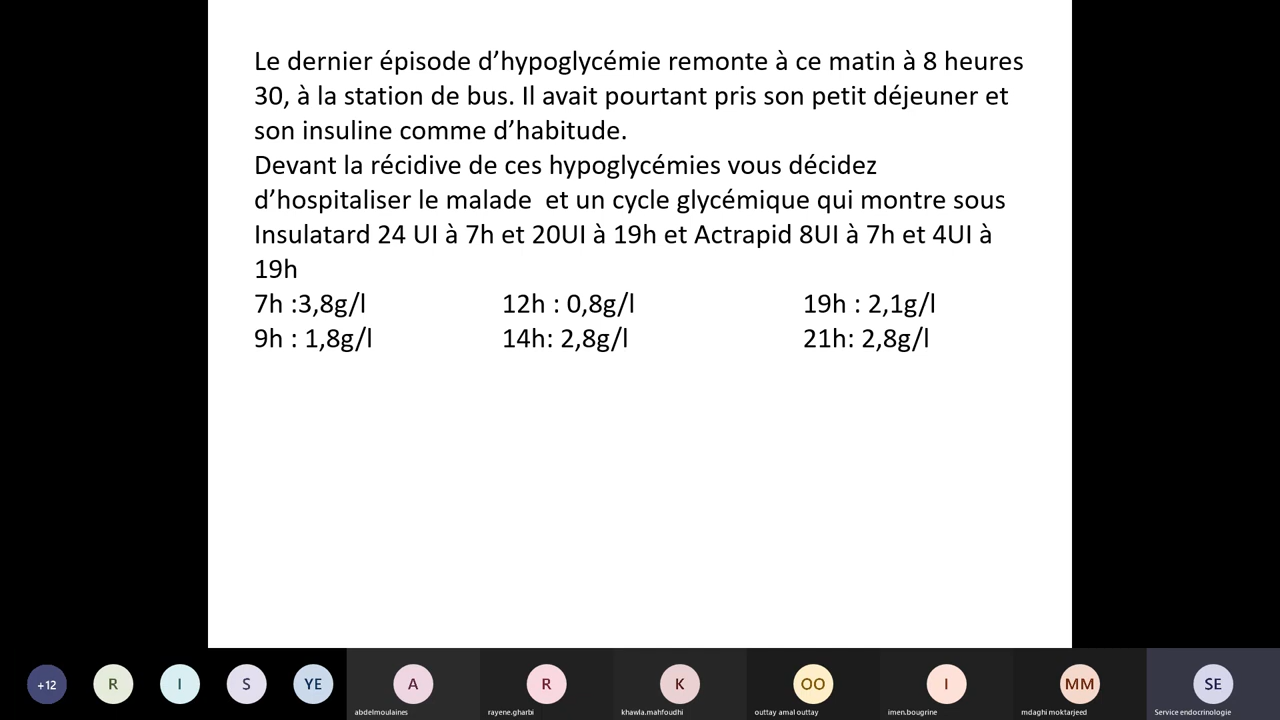 Le dernier épisode d’hypoglycémie remonte à ce matin à 8 heures
30, à la station de bus. Il avait pourtant pris son petit déjeuner et
son insuline comme d’habitude.
Devant la récidive de ces hypoglycémies vous décidez
d’hospitaliser le malade  et un cycle glycémique qui montre sous
Insulatard 24 UI à 7h et 20UI à 19h et Actrapid 8UI à 7h et 4UI à
19h
7h :3,8g/l 12h : 0,8g/l 19h : 2,1g/l
9h : 1,8g/l 14h: 2,8g/l 21h: 2,8g/l
+12 R I S YE A R K OO I MM SE
abdelmoulaines rayene.gharbi khawla.mahfoudhi outtay amal outtay imen.bougrine mdaghi moktarjeed Service endocrinologie